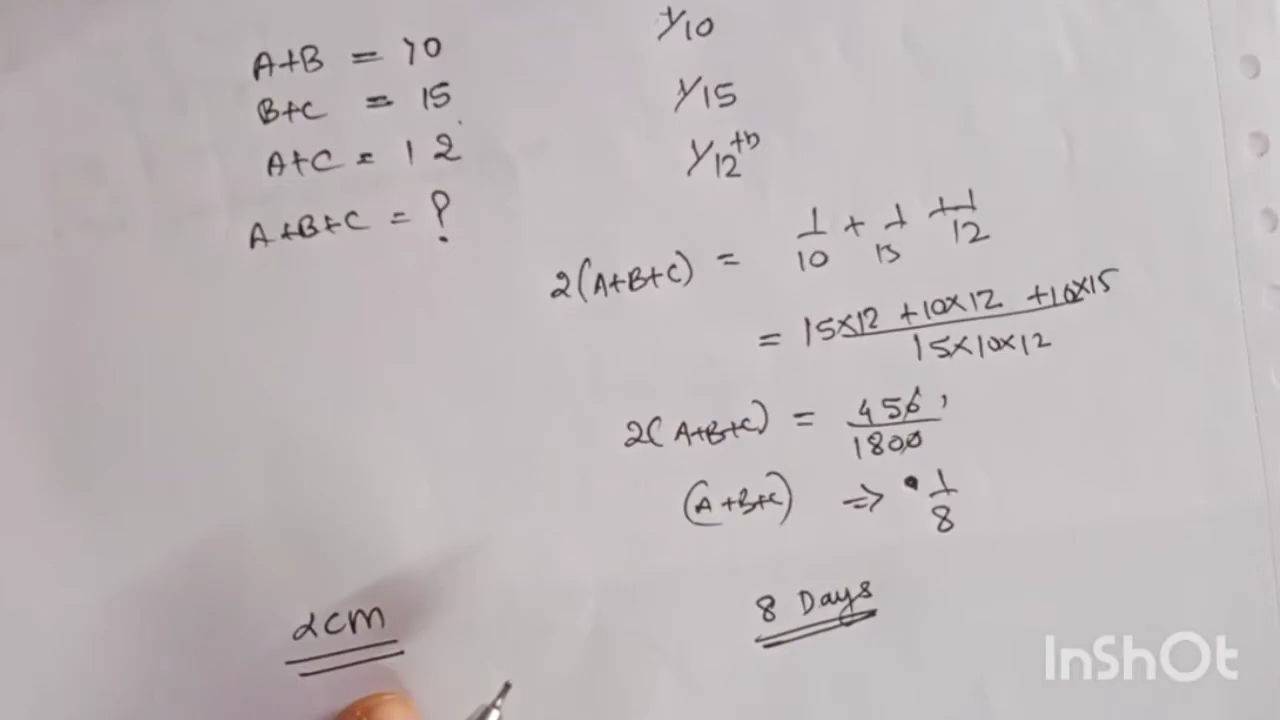 A+B = 10
B+C = 15
A+C = 12
A+B+C = ?
1/10
1/15
1/12th
2(A+B+C) = 1/10 + 1/15 + 1/12
= 15×12 + 10×12 + 10×15 / 15×10×12
2(A+B+C) = 450 / 1800
(A+B+C) ⇒ 1/8
8 Days
LCM
InShOt